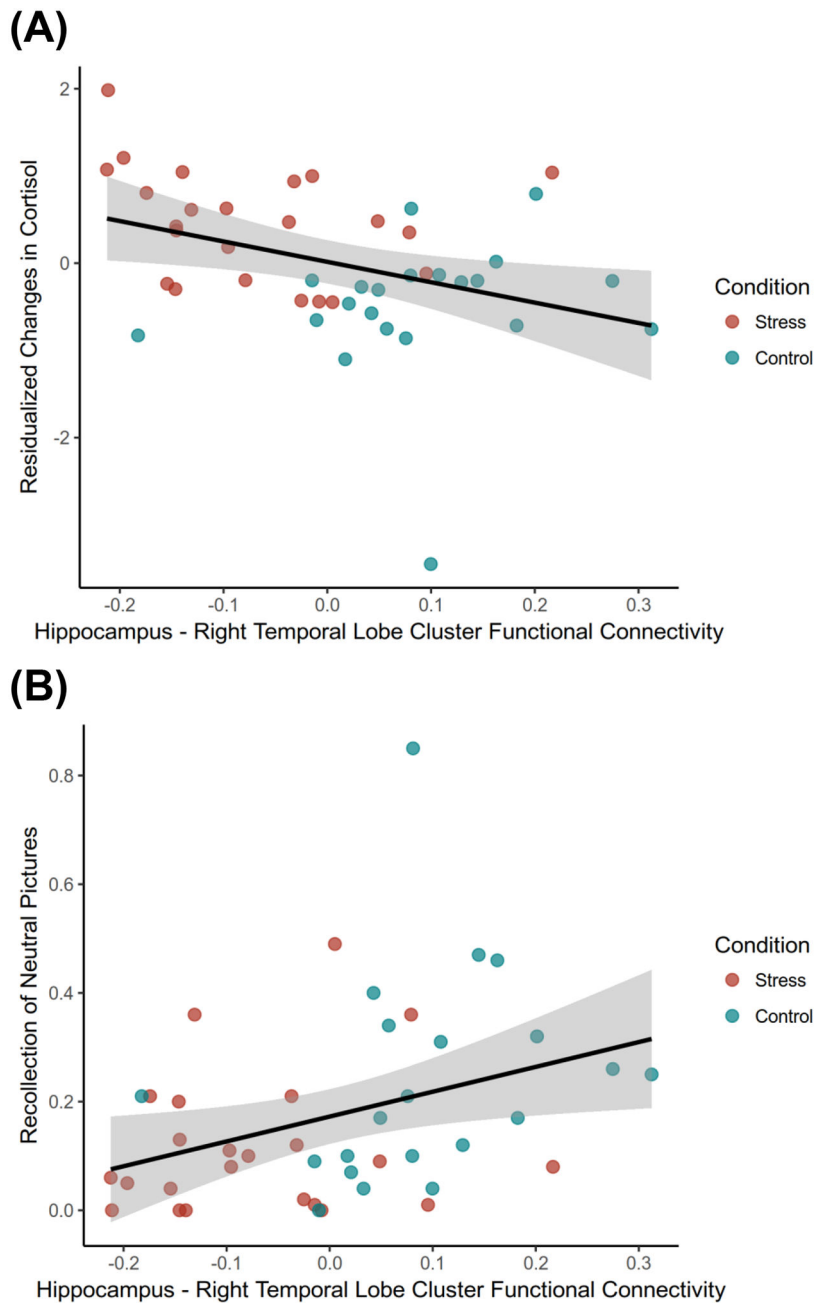 (A)
2
0
-2
Residualized Changes in Cortisol
-0.2 -0.1 0.0 0.1 0.2 0.3
Hippocampus - Right Temporal Lobe Cluster Functional Connectivity
Condition
Stress
Control
(B)
0.8
0.6
0.4
0.2
0.0
Recollection of Neutral Pictures
-0.2 -0.1 0.0 0.1 0.2 0.3
Hippocampus - Right Temporal Lobe Cluster Functional Connectivity
Condition
Stress
Control